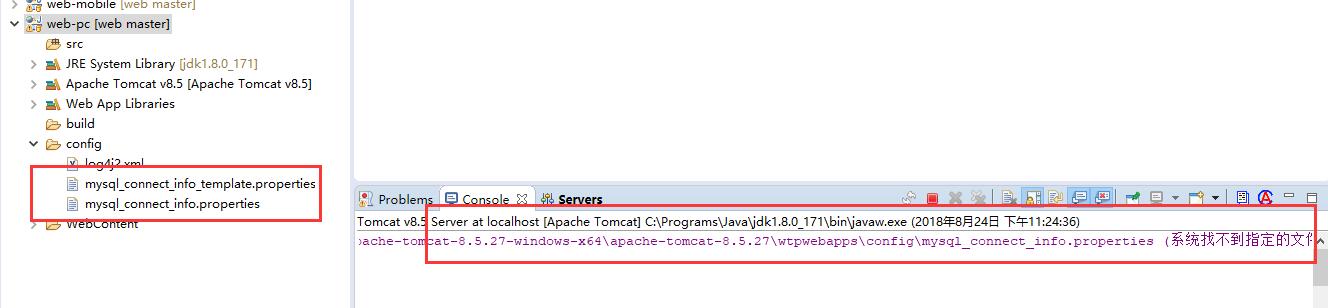 web-mobile [web master]
web-pc [web master]
src
JRE System Library [jdk1.8.0_171]
Apache Tomcat v8.5 [Apache Tomcat v8.5]
Web App Libraries
build
config
log4j2.xml
mysql_connect_info_template.properties
mysql_connect_info.properties
WebContent
Problems Console Servers
Tomcat v8.5 Server at localhost [Apache Tomcat] C:\Programs\Java\jdk1.8.0_171\bin\javaw.exe (2018年8月24日 下午11:24:36)
pache-tomcat-8.5.27-windows-x64\apache-tomcat-8.5.27\wtpwebapps\config\mysql_connect_info.properties (系统找不到指定的文件